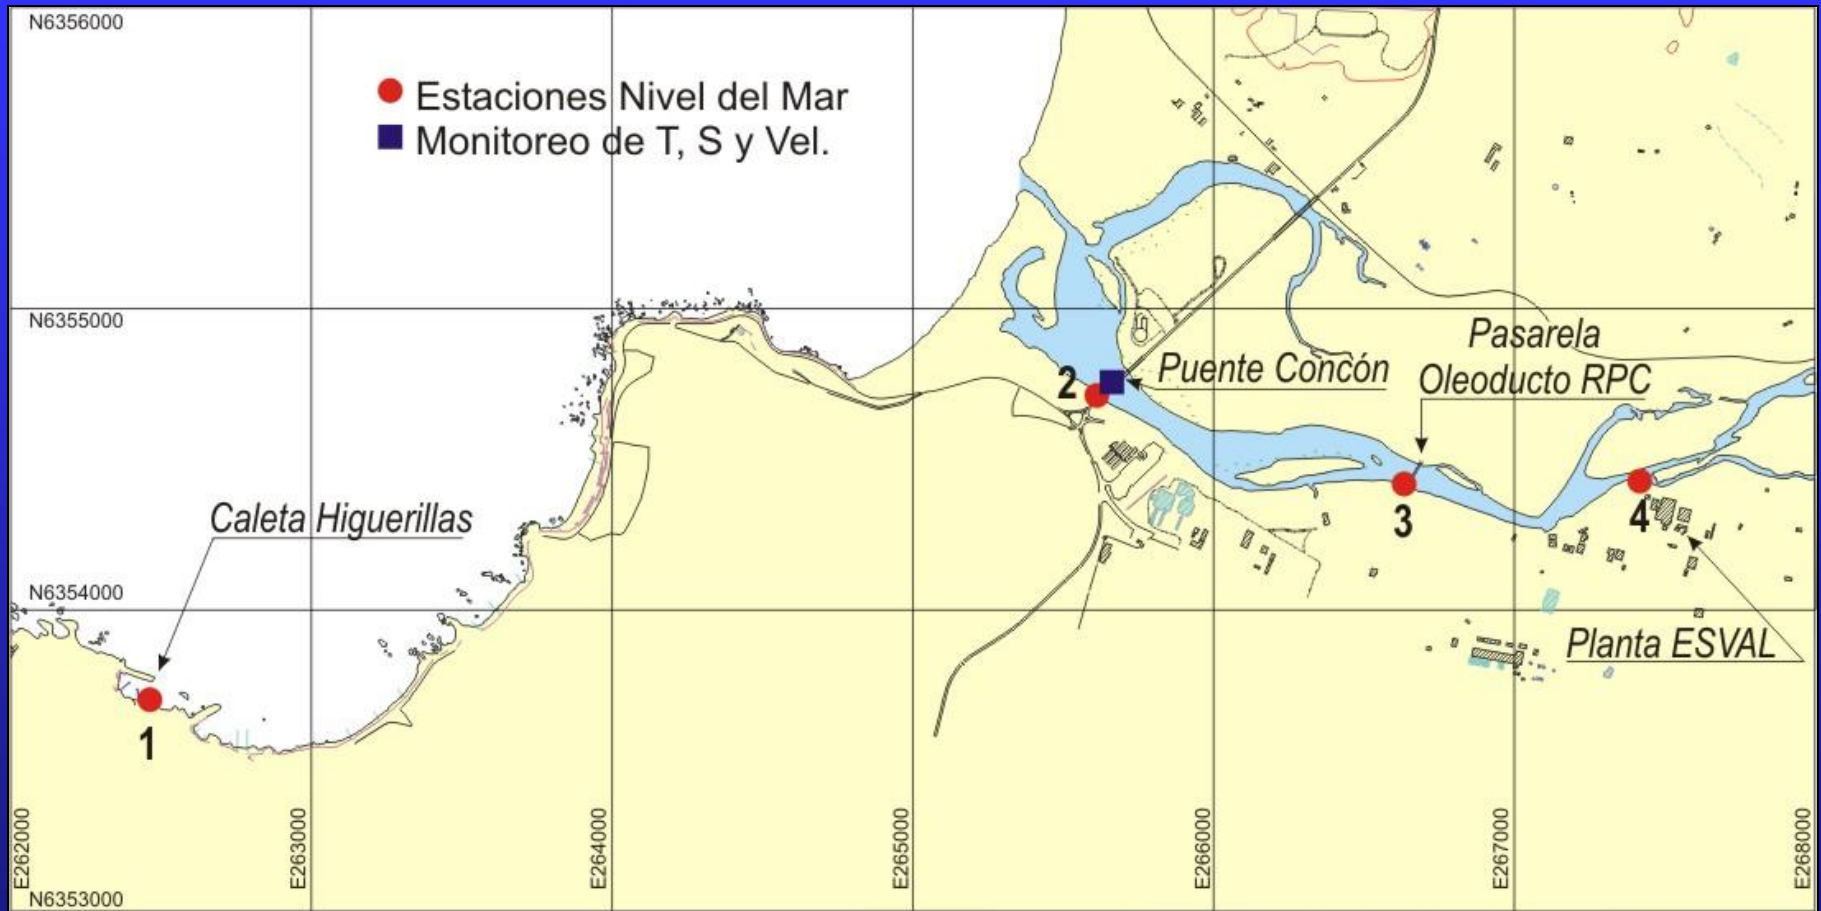 N6356000
Estaciones Nivel del Mar
Monitoreo de T, S y Vel.
N6355000
Pasarela
Oleoducto RPC
Puente Concón
2
3
4
Caleta Higuerillas
N6354000
Planta ESVAL
1
E262000
E263000
E264000
E265000
E266000
E267000
E268000
N6353000